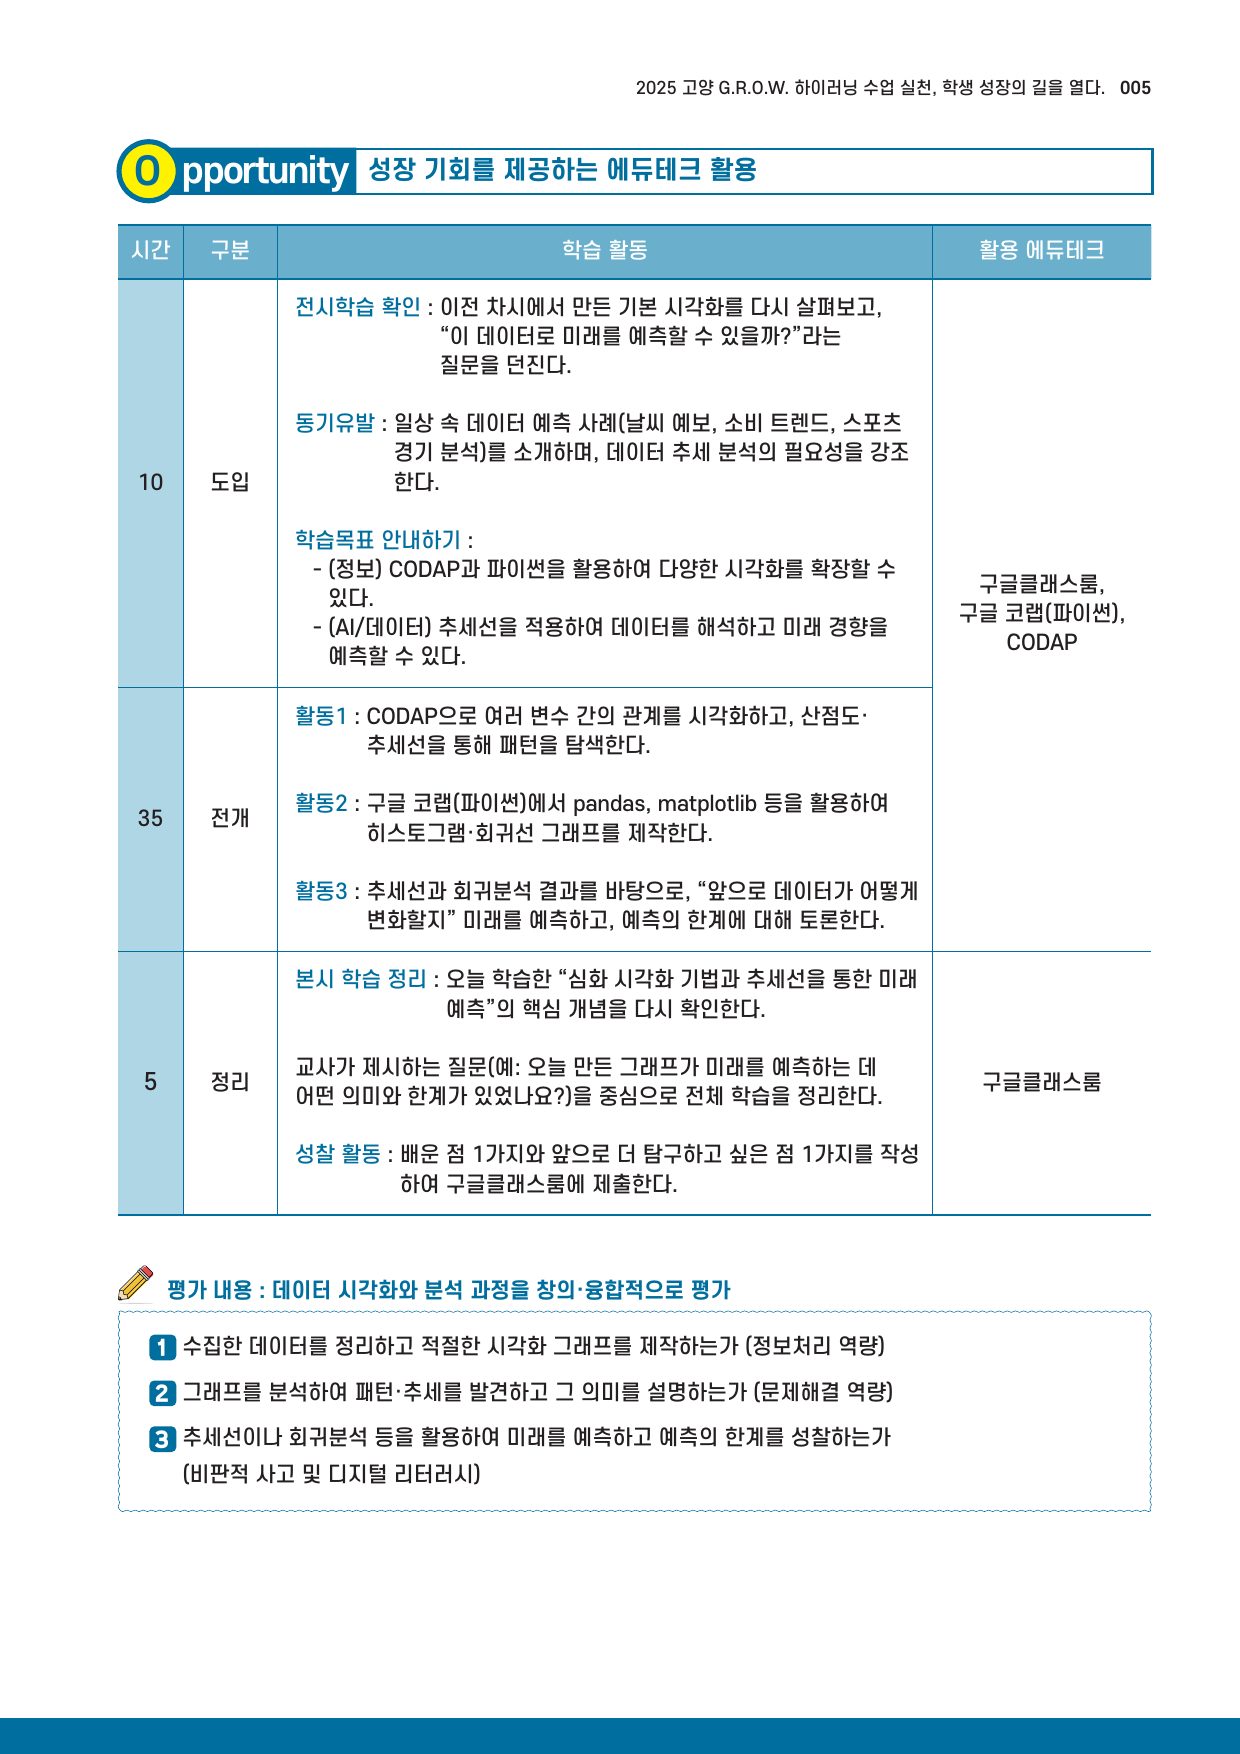 2025 고양 G.R.O.W. 하이러닝 수업 실천, 학생 성장의 길을 열다. 005
Opportunity 성장 기회를 제공하는 에듀테크 활용
시간 구분 학습 활동 활용 에듀테크
10 도입
전시학습 확인 : 이전 차시에서 만든 기본 시각화를 다시 살펴보고,
“이 데이터로 미래를 예측할 수 있을까?”라는
질문을 던진다.
동기유발 : 일상 속 데이터 예측 사례(날씨 예보, 소비 트렌드, 스포츠
경기 분석)를 소개하며, 데이터 추세 분석의 필요성을 강조
한다.
학습목표 안내하기 :
- (정보) CODAP과 파이썬을 활용하여 다양한 시각화를 확장할 수
있다.
- (AI/데이터) 추세선을 적용하여 데이터를 해석하고 미래 경향을
예측할 수 있다.
구글클래스룸,
구글 코랩(파이썬),
CODAP
35 전개
활동1 : CODAP으로 여러 변수 간의 관계를 시각화하고, 산점도·
추세선을 통해 패턴을 탐색한다.
활동2 : 구글 코랩(파이썬)에서 pandas, matplotlib 등을 활용하여
히스토그램·회귀선 그래프를 제작한다.
활동3 : 추세선과 회귀분석 결과를 바탕으로, “앞으로 데이터가 어떻게
변화할지” 미래를 예측하고, 예측의 한계에 대해 토론한다.
5 정리
본시 학습 정리 : 오늘 학습한 “심화 시각화 기법과 추세선을 통한 미래
예측”의 핵심 개념을 다시 확인한다.
교사가 제시하는 질문(예: 오늘 만든 그래프가 미래를 예측하는 데
어떤 의미와 한계가 있었나요?)을 중심으로 전체 학습을 정리한다.
성찰 활동 : 배운 점 1가지와 앞으로 더 탐구하고 싶은 점 1가지를 작성
하여 구글클래스룸에 제출한다.
구글클래스룸
평가 내용 : 데이터 시각화와 분석 과정을 창의·융합적으로 평가
1 수집한 데이터를 정리하고 적절한 시각화 그래프를 제작하는가 (정보처리 역량)
2 그래프를 분석하여 패턴·추세를 발견하고 그 의미를 설명하는가 (문제해결 역량)
3 추세선이나 회귀분석 등을 활용하여 미래를 예측하고 예측의 한계를 성찰하는가
(비판적 사고 및 디지털 리터러시)